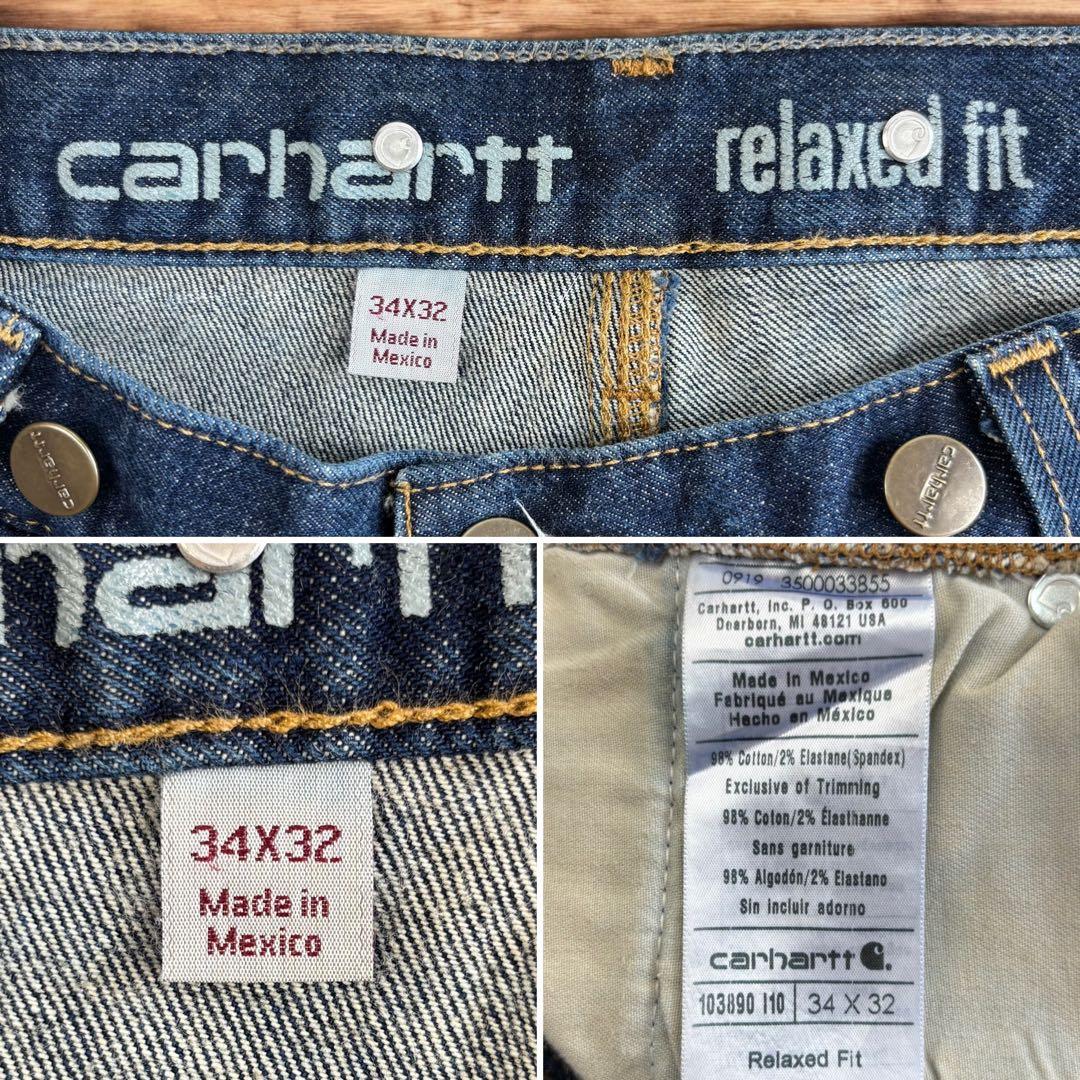 carhartt relaxed fit
34X32
Made in
Mexico
carhartt
carhartt
hart
34X32
Made in
Mexico
0919 3500033855
Carhartt, Inc. P. O. Box 600
Dearborn, MI 48121 USA
carhartt.com
Made in Mexico
Fabriqué au Mexique
Hecho en México
98% Cotton/2% Elastane(Spandex)
Exclusive of Trimming
98% Coton/2% Élasthanne
Sans garniture
98% Algodón/2% Elastano
Sin incluir adorno
carhartt
103890 I10 34 X 32
Relaxed Fit